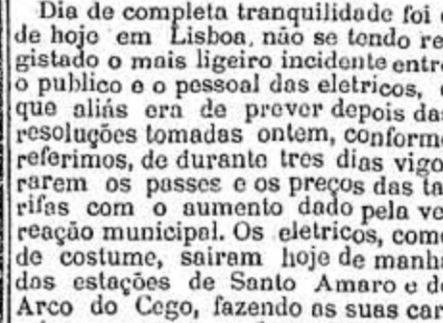 Dia de completa tranquilidade foi o
de hoje em Lisboa, não se tendo re-
gistado o mais ligeiro incidente entre
o publico e o pessoal dos eletricos, o
que aliás era de prever depois das
resoluções tomadas ontem, conforme
referimos, de durante tres dias vigo-
rarem os passes e os preços das ta-
rifas com o aumento dado pela ve-
reação municipal. Os eletricos, como
de costume, sairam hoje de manhã
das estações de Santo Amaro e do
Arco do Cego, fazendo as suas car-